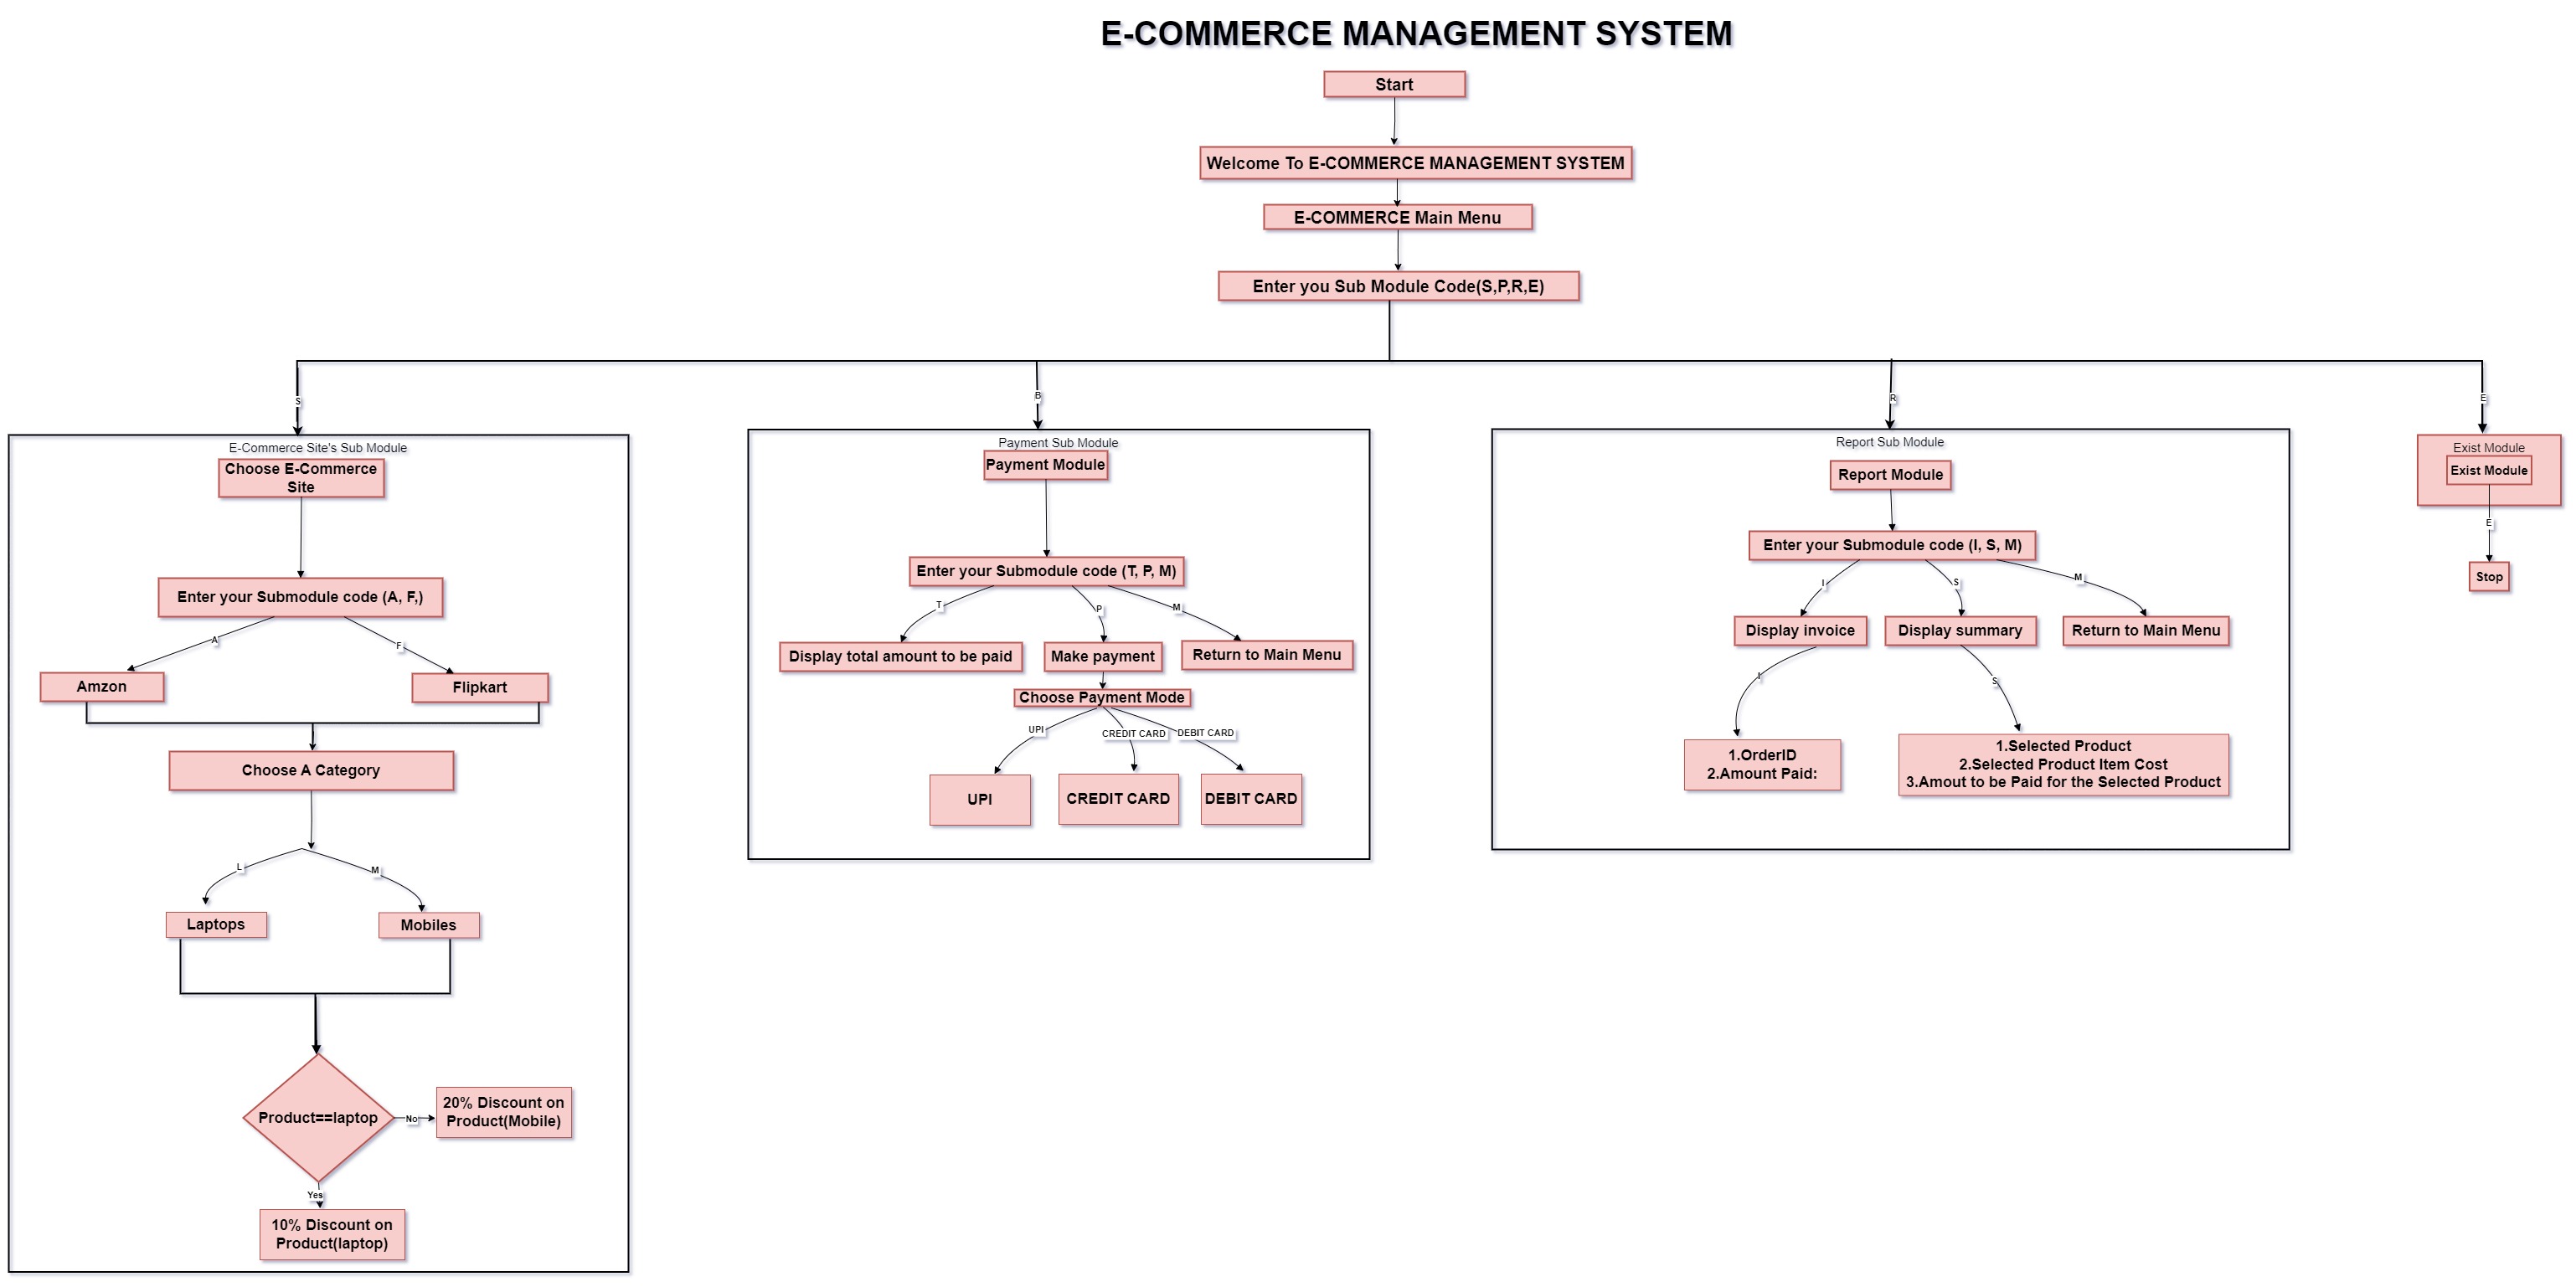 E-COMMERCE MANAGEMENT SYSTEM
Start
Welcome To E-COMMERCE MANAGEMENT SYSTEM
E-COMMERCE Main Menu
Enter you Sub Module Code(S,P,R,E)
S
B
R
E
E-Commerce Site's Sub Module
Choose E-Commerce
Site
Enter your Submodule code (A, F,)
A
F
Amzon
Flipkart
Choose A Category
L
M
Laptops
Mobiles
Product==laptop
No
20% Discount on
Product(Mobile)
Yes
10% Discount on
Product(laptop)
Payment Sub Module
Payment Module
Enter your Submodule code (T, P, M)
T
P
M
Display total amount to be paid
Make payment
Return to Main Menu
Choose Payment Mode
UPI
CREDIT CARD
DEBIT CARD
UPI
CREDIT CARD
DEBIT CARD
Report Sub Module
Report Module
Enter your Submodule code (I, S, M)
I
S
M
Display invoice
Display summary
Return to Main Menu
I
S
1.OrderID
2.Amount Paid:
1.Selected Product
2.Selected Product Item Cost
3.Amout to be Paid for the Selected Product
Exist Module
Exist Module
E
Stop